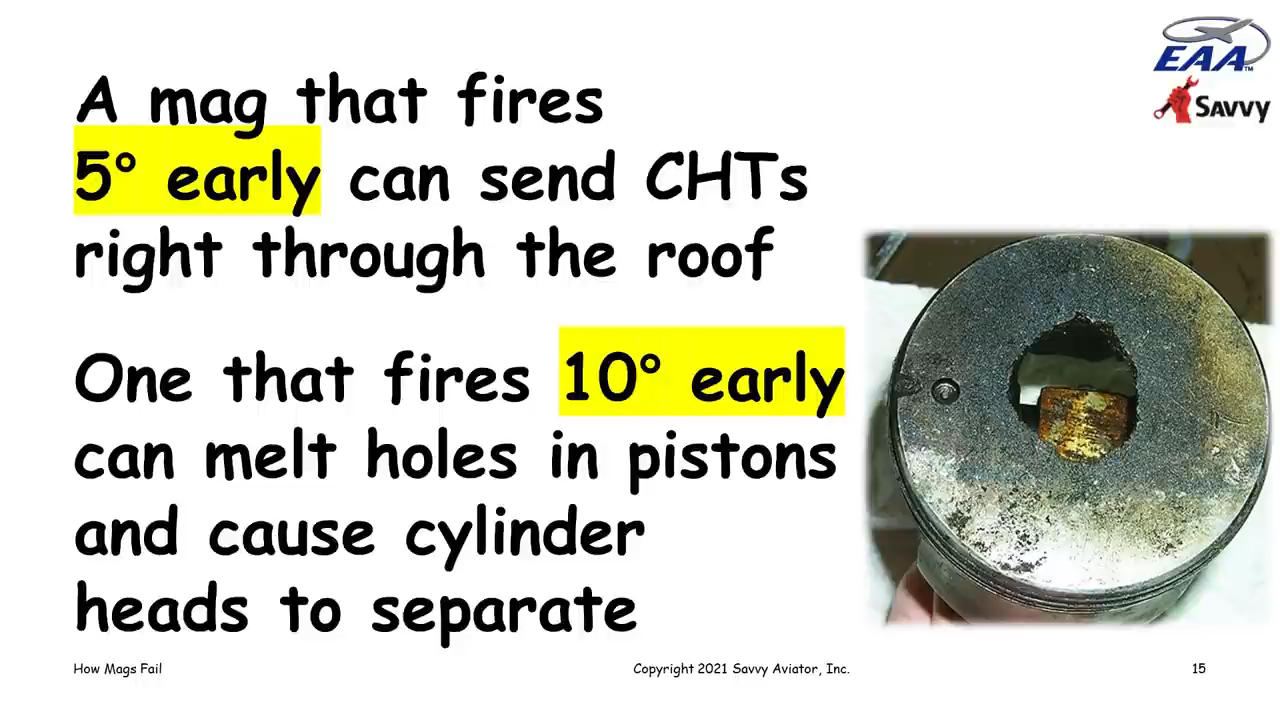 EAA™
SAVVY
A mag that fires
5° early can send CHTs
right through the roof
One that fires 10° early
can melt holes in pistons
and cause cylinder
heads to separate
How Mags Fail
Copyright 2021 Savvy Aviator, Inc.
15